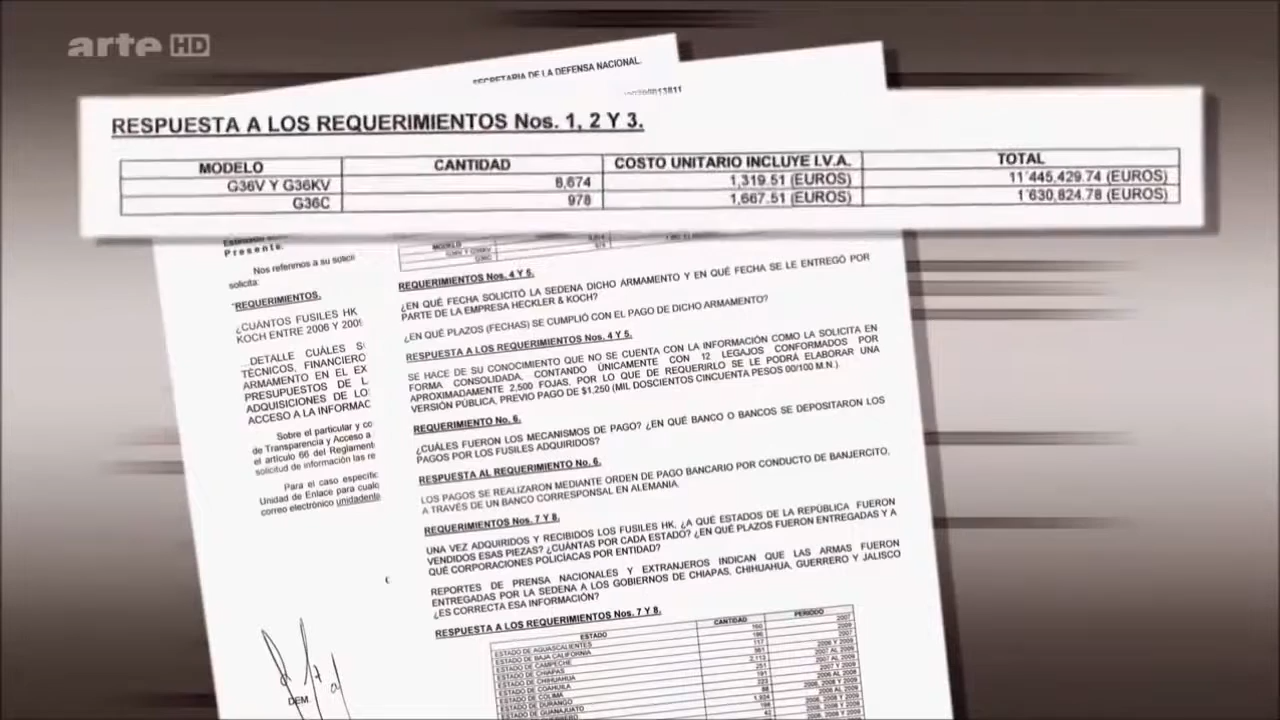 arte HD
SECRETARIA DE LA DEFENSA NACIONAL.
RESPUESTA A LOS REQUERIMIENTOS Nos. 1, 2 Y 3.
MODELO CANTIDAD COSTO UNITARIO INCLUYE I.V.A. TOTAL
G36V Y G36KV 8,674 1,319.51 (EUROS) 11´445,429.74 (EUROS)
G36C 978 1,667.51 (EUROS) 1´630,824.78 (EUROS)
Presente.
Nos referimos a su solici
solicita:
"REQUERIMIENTOS.
¿CUÁNTOS FUSILES HK
KOCH ENTRE 2006 Y 200
...DETALLE CUÁLES S
TÉCNICOS, FINANCIERO
ARMAMENTO EN EL EX
PRESUPUESTOS DE L
ADQUISICIONES DE LO
ACCESO A LA INFORMAC
Sobre el particular y co
de Transparencia y Acceso a
el artículo 66 del Reglament
solicitud de información las re
Para el caso específic
Unidad de Enlace para cualq
correo electrónico unidadenla
DEM.
MODELO
G36V Y G36KV
G36C
REQUERIMIENTOS Nos. 4 Y 5.
¿EN QUÉ FECHA SOLICITÓ LA SEDENA DICHO ARMAMENTO Y EN QUÉ FECHA SE LE ENTREGÓ POR
PARTE DE LA EMPRESA HECKLER & KOCH?
¿EN QUÉ PLAZOS (FECHAS) SE CUMPLIÓ CON EL PAGO DE DICHO ARMAMENTO?
RESPUESTA A LOS REQUERIMIENTOS Nos. 4 Y 5.
SE HACE DE SU CONOCIMIENTO QUE NO SE CUENTA CON LA INFORMACIÓN COMO LA SOLICITA EN
FORMA CONSOLIDADA, CONTANDO ÚNICAMENTE CON 12 LEGAJOS CONFORMADOS POR
APROXIMADAMENTE 2,500 FOJAS, POR LO QUE DE REQUERIRLO SE LE PODRÁ ELABORAR UNA
VERSIÓN PÚBLICA, PREVIO PAGO DE $1,250 (MIL DOSCIENTOS CINCUENTA PESOS 00/100 M.N.)
REQUERIMIENTO No. 6.
¿CUÁLES FUERON LOS MECANISMOS DE PAGO? ¿EN QUÉ BANCO O BANCOS SE DEPOSITARON LOS
PAGOS POR LOS FUSILES ADQUIRIDOS?
RESPUESTA AL REQUERIMIENTO No. 6.
LOS PAGOS SE REALIZARON MEDIANTE ORDEN DE PAGO BANCARIO POR CONDUCTO DE BANJERCITO,
A TRAVÉS DE UN BANCO CORRESPONSAL EN ALEMANIA.
REQUERIMIENTOS Nos. 7 Y 8.
UNA VEZ ADQUIRIDOS Y RECIBIDOS LOS FUSILES HK. ¿A QUÉ ESTADOS DE LA REPÚBLICA FUERON
VENDIDOS ESAS PIEZAS? ¿CUÁNTAS POR CADA ESTADO? ¿EN QUÉ PLAZOS FUERON ENTREGADAS Y A
QUÉ CORPORACIONES POLICÍACAS POR ENTIDAD?
REPORTES DE PRENSA NACIONALES Y EXTRANJEROS INDICAN QUE LAS ARMAS FUERON
ENTREGADAS POR LA SEDENA A LOS GOBIERNOS DE CHIAPAS, CHIHUAHUA, GUERRERO Y JALISCO
¿ES CORRECTA ESA INFORMACIÓN?
RESPUESTA A LOS REQUERIMIENTOS Nos. 7 Y 8.
ESTADO CANTIDAD PERIODO
ESTADO DE AGUASCALIENTES
ESTADO DE BAJA CALIFORNIA
ESTADO DE CAMPECHE
ESTADO DE CHIAPAS
ESTADO DE CHIHUAHUA
ESTADO DE COAHUILA
ESTADO DE COLIMA
ESTADO DE DURANGO
ESTADO DE GUANAJUATO